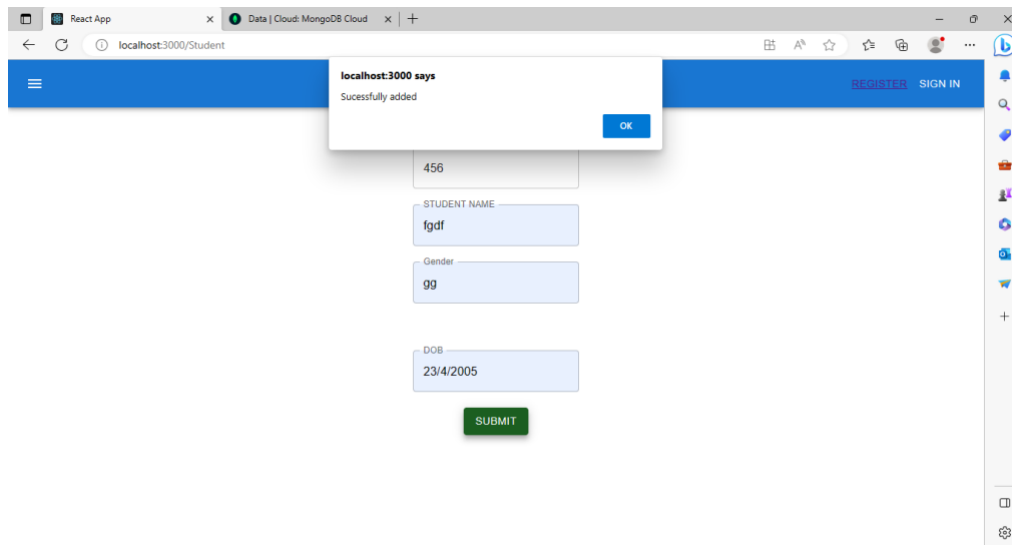 React App
Data | Cloud: MongoDB Cloud
localhost:3000/Student
localhost:3000 says
Sucessfully added
OK
REGISTER SIGN IN
456
STUDENT NAME
fgdf
Gender
gg
DOB
23/4/2005
SUBMIT